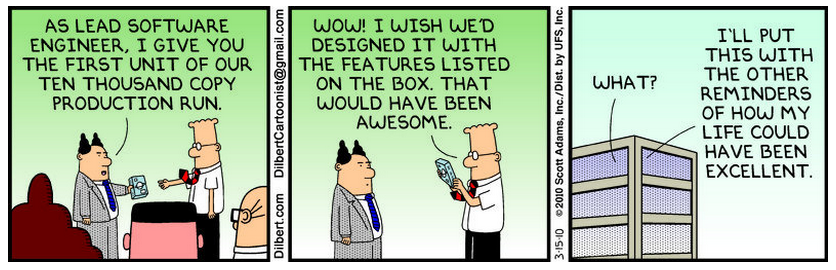 AS LEAD SOFTWARE
ENGINEER, I GIVE YOU
THE FIRST UNIT OF OUR
TEN THOUSAND COPY
PRODUCTION RUN.
Dilbert.com DilbertCartoonist@gmail.com
WOW! I WISH WE'D
DESIGNED IT WITH
THE FEATURES LISTED
ON THE BOX. THAT
WOULD HAVE BEEN
AWESOME.
3-15-10 ©2010 Scott Adams, Inc./Dist. by UFS, Inc.
WHAT?
I'LL PUT
THIS WITH
THE OTHER
REMINDERS
OF HOW MY
LIFE COULD
HAVE BEEN
EXCELLENT.